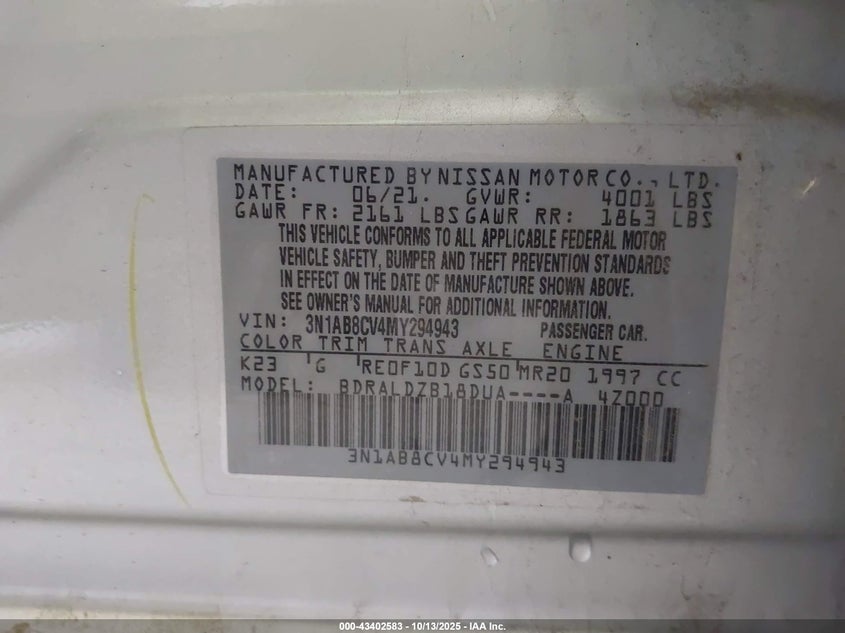 MANUFACTURED BY NISSAN MOTOR CO., LTD.
DATE: 06/21. GVWR: 4001 LBS
GAWR FR: 2161 LBS GAWR RR: 1863 LBS
THIS VEHICLE CONFORMS TO ALL APPLICABLE FEDERAL MOTOR
VEHICLE SAFETY, BUMPER AND THEFT PREVENTION STANDARDS
IN EFFECT ON THE DATE OF MANUFACTURE SHOWN ABOVE.
SEE OWNER'S MANUAL FOR ADDITIONAL INFORMATION.
VIN: 3N1AB8CV4MY294943 PASSENGER CAR.
COLOR TRIM TRANS AXLE ENGINE
K23 G RE0F10D GS50 MR20 1997 CC
MODEL: BDRALDZB18DUA----A 4Z000
3N1AB8CV4MY294943
000-43402583 - 10/13/2025 - IAA Inc.